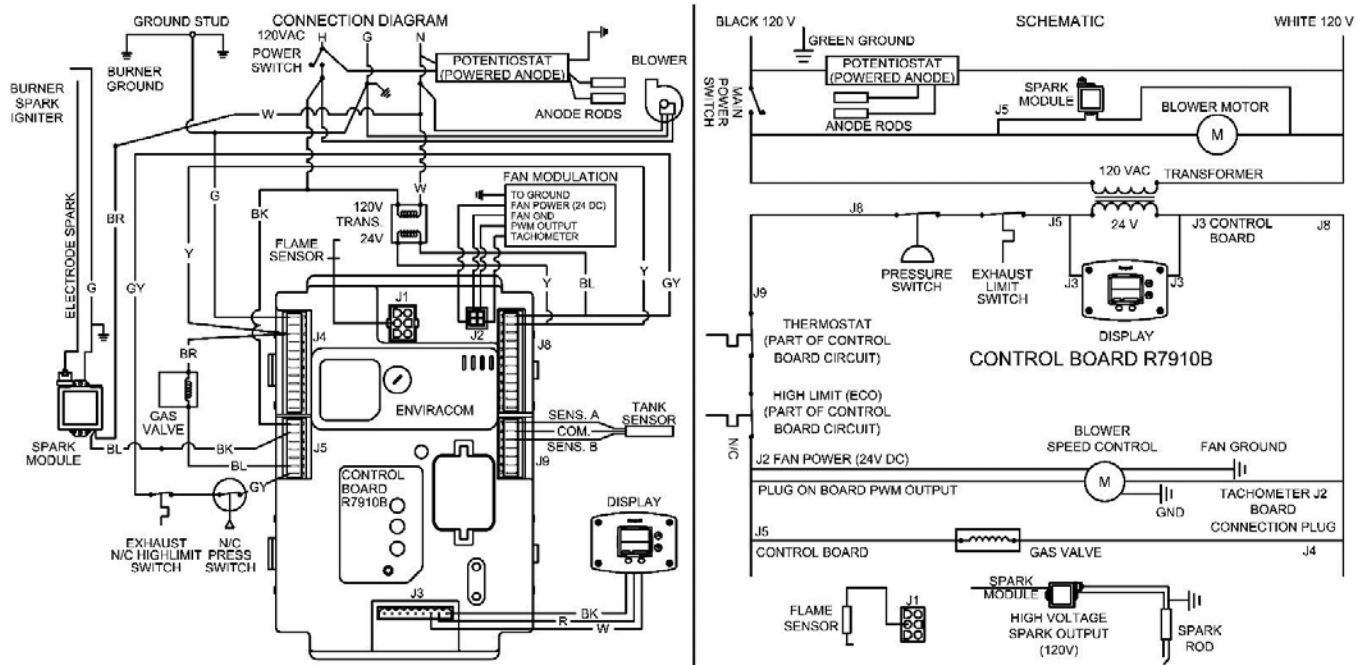 GROUND STUD
CONNECTION DIAGRAM
120VAC
H
G
N
POWER
SWITCH
POTENTIOSTAT
(POWERED ANODE)
BLOWER
BURNER
GROUND
BURNER
SPARK
IGNITER
ANODE RODS
W
ELECTRODE SPARK
G
BR
GY
Y
G
BK
FLAME
SENSOR
120V
TRANS.
24V
W
FAN MODULATION
TO GROUND
FAN POWER (24 DC)
FAN GND
PWM OUTPUT
TACHOMETER
Y
BL
Y
GY
J1
J2
J4
J8
BR
GAS
VALVE
ENVIRACOM
SENS. A
COM.
SENS. B
TANK
SENSOR
SPARK
MODULE
BL
BK
BL
GY
J5
J9
CONTROL
BOARD
R7910B
DISPLAY
EXHAUST
N/C HIGHLIMIT
SWITCH
N/C
PRESS
SWITCH
J3
BK
R
W
BLACK 120 V
SCHEMATIC
WHITE 120 V
GREEN GROUND
POTENTIOSTAT
(POWERED ANODE)
MAIN
POWER
SWITCH
ANODE RODS
SPARK
MODULE
J5
BLOWER MOTOR
M
120 VAC
TRANSFORMER
24 V
J8
J5
J3 CONTROL
BOARD
J8
PRESSURE
SWITCH
EXHAUST
LIMIT
SWITCH
J3
J3
DISPLAY
J9
THERMOSTAT
(PART OF CONTROL
BOARD CIRCUIT)
CONTROL BOARD R7910B
HIGH LIMIT (ECO)
(PART OF CONTROL
BOARD CIRCUIT)
N/C
BLOWER
SPEED CONTROL
FAN GROUND
J2 FAN POWER (24V DC)
M
PLUG ON BOARD PWM OUTPUT
GND
TACHOMETER J2
BOARD
CONNECTION PLUG
J5
CONTROL BOARD
GAS VALVE
J4
FLAME
SENSOR
J1
SPARK
MODULE
HIGH VOLTAGE
SPARK OUTPUT
(120V)
SPARK
ROD